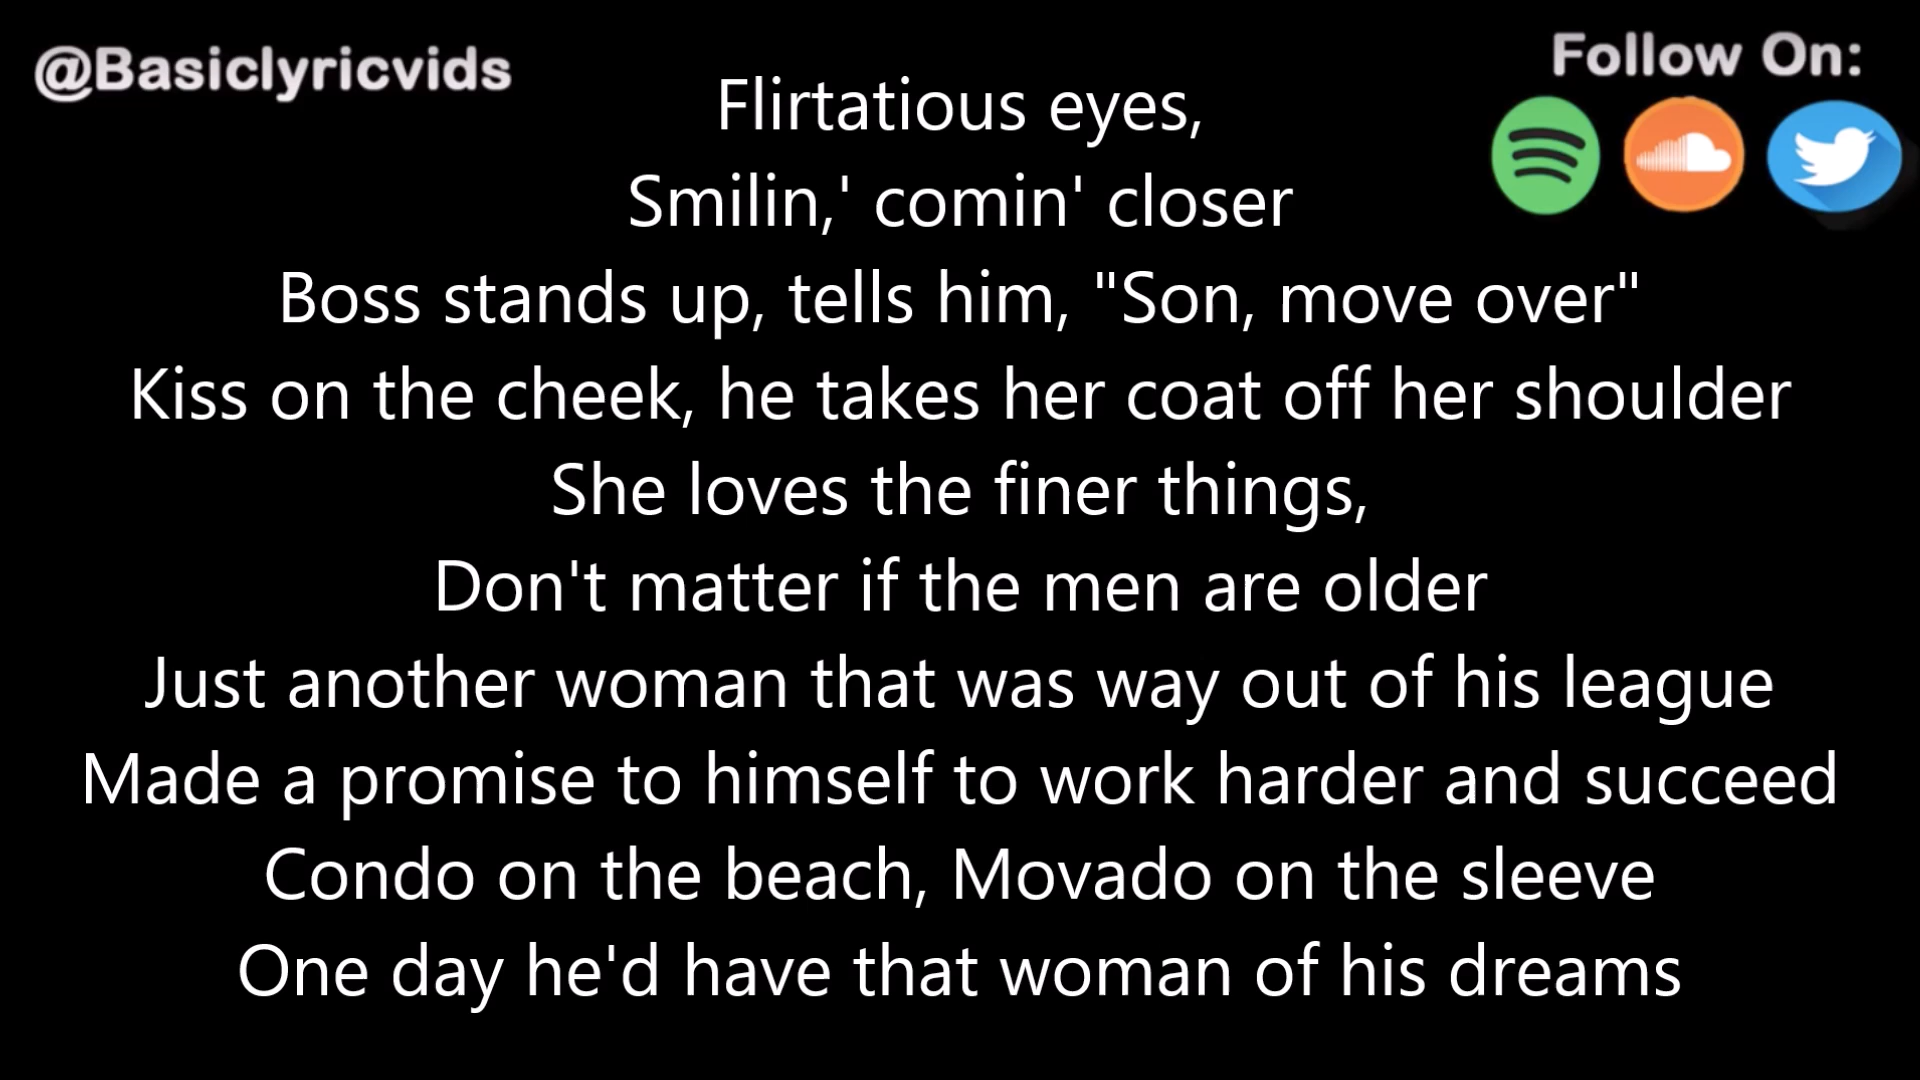 @Basiclyricvids
Follow On:
Flirtatious eyes,
Smilin,' comin' closer
Boss stands up, tells him, "Son, move over"
Kiss on the cheek, he takes her coat off her shoulder
She loves the finer things,
Don't matter if the men are older
Just another woman that was way out of his league
Made a promise to himself to work harder and succeed
Condo on the beach, Movado on the sleeve
One day he'd have that woman of his dreams